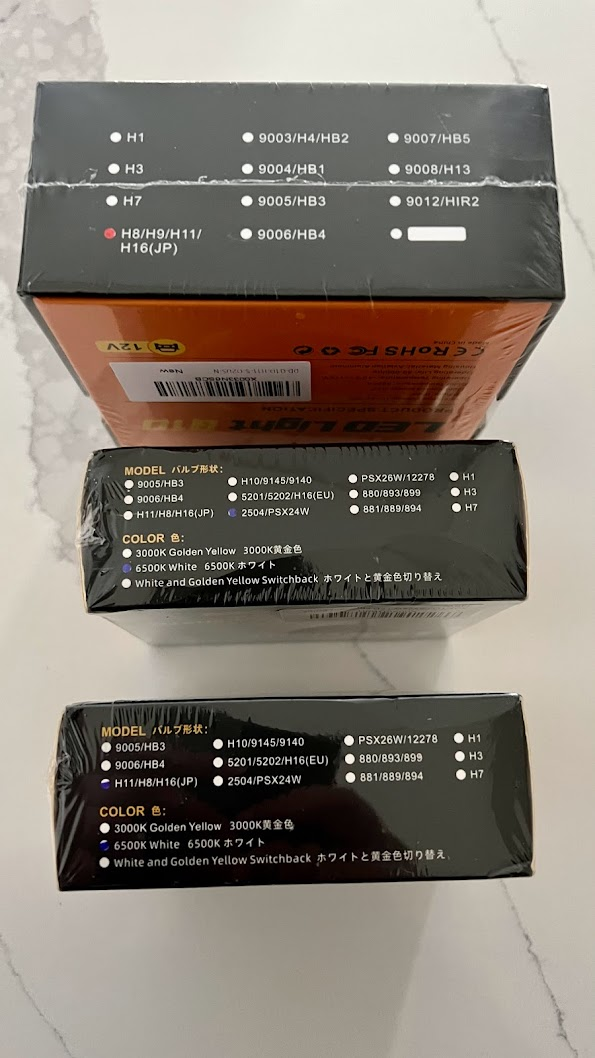 H1
9003/H4/HB2
9007/HB5
H3
9004/HB1
9008/H13
H7
9005/HB3
9012/HIR2
H8/H9/H11/
H16(JP)
9006/HB4
12V
CE RoHS FC
Made in China
New
X0033N6SCB
PRODUCT SPECIFICATION
LED Light
MODEL バルブ形状:
9005/HB3
H10/9145/9140
PSX26W/12278
H1
9006/HB4
5201/5202/H16(EU)
880/893/899
H3
H11/H8/H16(JP)
2504/PSX24W
881/889/894
H7
COLOR 色:
3000K Golden Yellow 3000K黄金色
6500K White 6500K ホワイト
White and Golden Yellow Switchback ホワイトと黄金色切り替え
MODEL バルブ形状:
9005/HB3
H10/9145/9140
PSX26W/12278
H1
9006/HB4
5201/5202/H16(EU)
880/893/899
H3
H11/H8/H16(JP)
2504/PSX24W
881/889/894
H7
COLOR 色:
3000K Golden Yellow 3000K黄金色
6500K White 6500K ホワイト
White and Golden Yellow Switchback ホワイトと黄金色切り替え